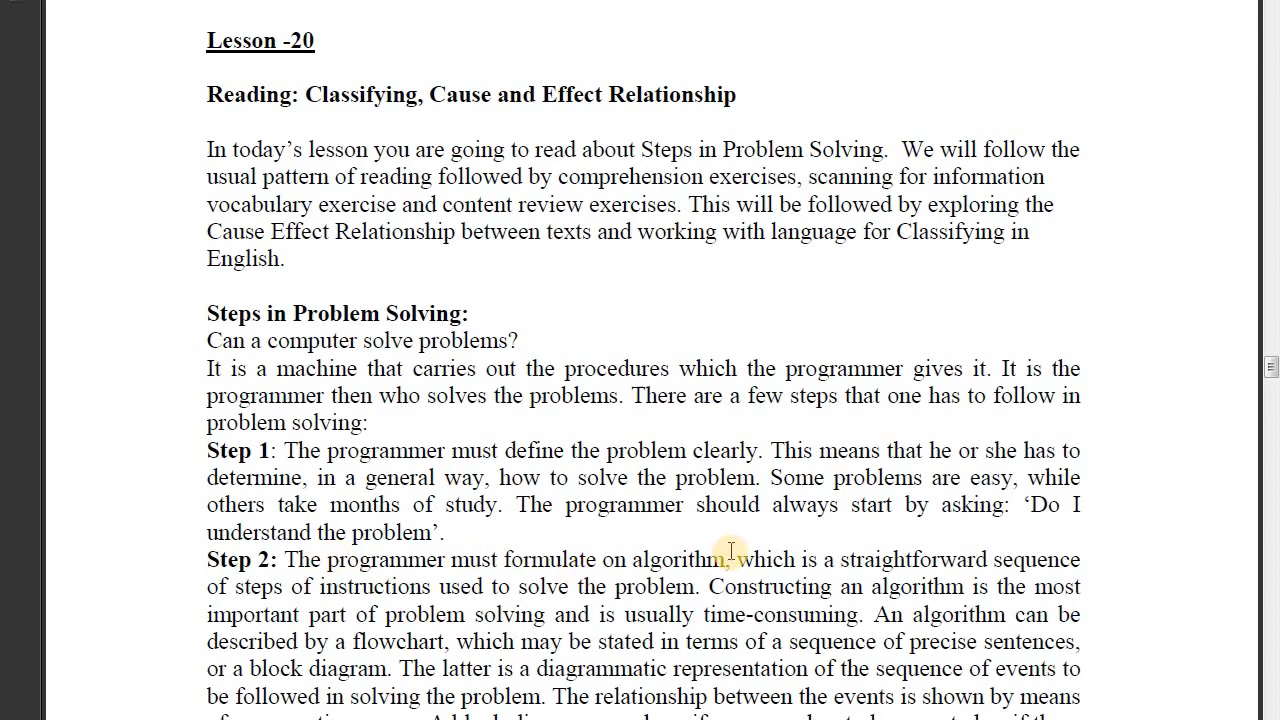 Lesson -20
Reading: Classifying, Cause and Effect Relationship
In today’s lesson you are going to read about Steps in Problem Solving.  We will follow the
usual pattern of reading followed by comprehension exercises, scanning for information
vocabulary exercise and content review exercises. This will be followed by exploring the
Cause Effect Relationship between texts and working with language for Classifying in
English.
Steps in Problem Solving:
Can a computer solve problems?
It is a machine that carries out the procedures which the programmer gives it. It is the
programmer then who solves the problems. There are a few steps that one has to follow in
problem solving:
Step 1: The programmer must define the problem clearly. This means that he or she has to
determine, in a general way, how to solve the problem. Some problems are easy, while
others take months of study. The programmer should always start by asking: ‘Do I
understand the problem’.
Step 2: The programmer must formulate on algorithm, which is a straightforward sequence
of steps of instructions used to solve the problem. Constructing an algorithm is the most
important part of problem solving and is usually time-consuming. An algorithm can be
described by a flowchart, which may be stated in terms of a sequence of precise sentences,
or a block diagram. The latter is a diagrammatic representation of the sequence of events to
be followed in solving the problem. The relationship between the events is shown by means